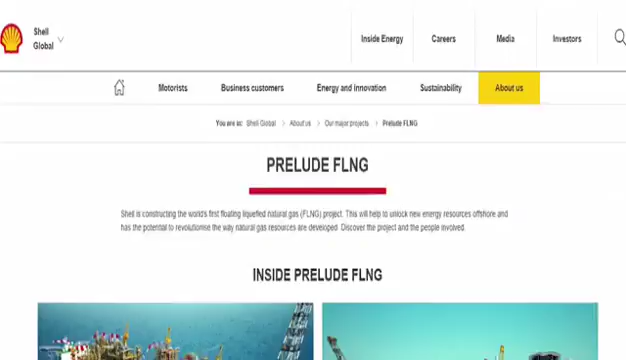 Shell
Global
Inside Energy Careers Media Investors
Motorists Business customers Energy and innovation Sustainability About us
You are in: Shell Global > About us > Our major projects > Prelude FLNG
PRELUDE FLNG
Shell is constructing the world's first floating liquefied natural gas (FLNG) project. This will help to unlock new energy resources offshore and
has the potential to revolutionise the way natural gas resources are developed. Discover the project and the people involved.
INSIDE PRELUDE FLNG